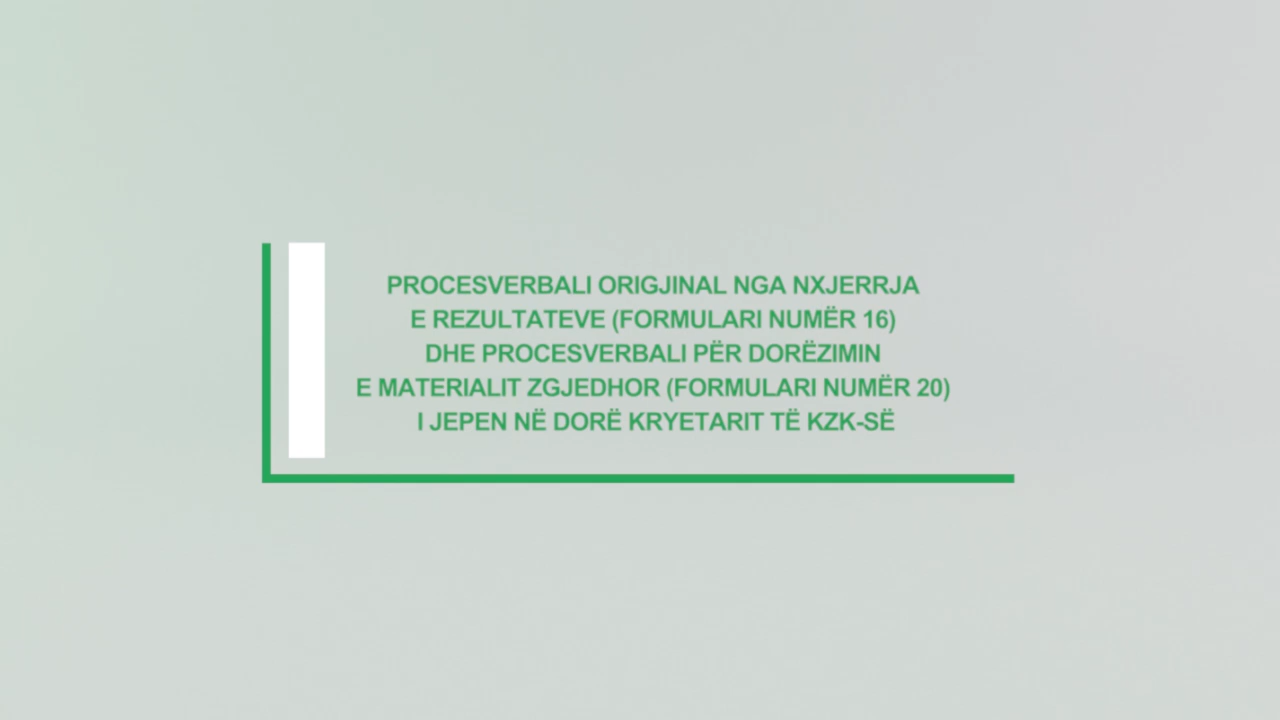 PROCESVERBALI ORIGJINAL NGA NXJERRJA
E REZULTATEVE (FORMULARI NUMËR 16)
DHE PROCESVERBALI PËR DORËZIMIN
E MATERIALIT ZGJEDHOR (FORMULARI NUMËR 20)
I JEPEN NË DORË KRYETARIT TË KZK-SË